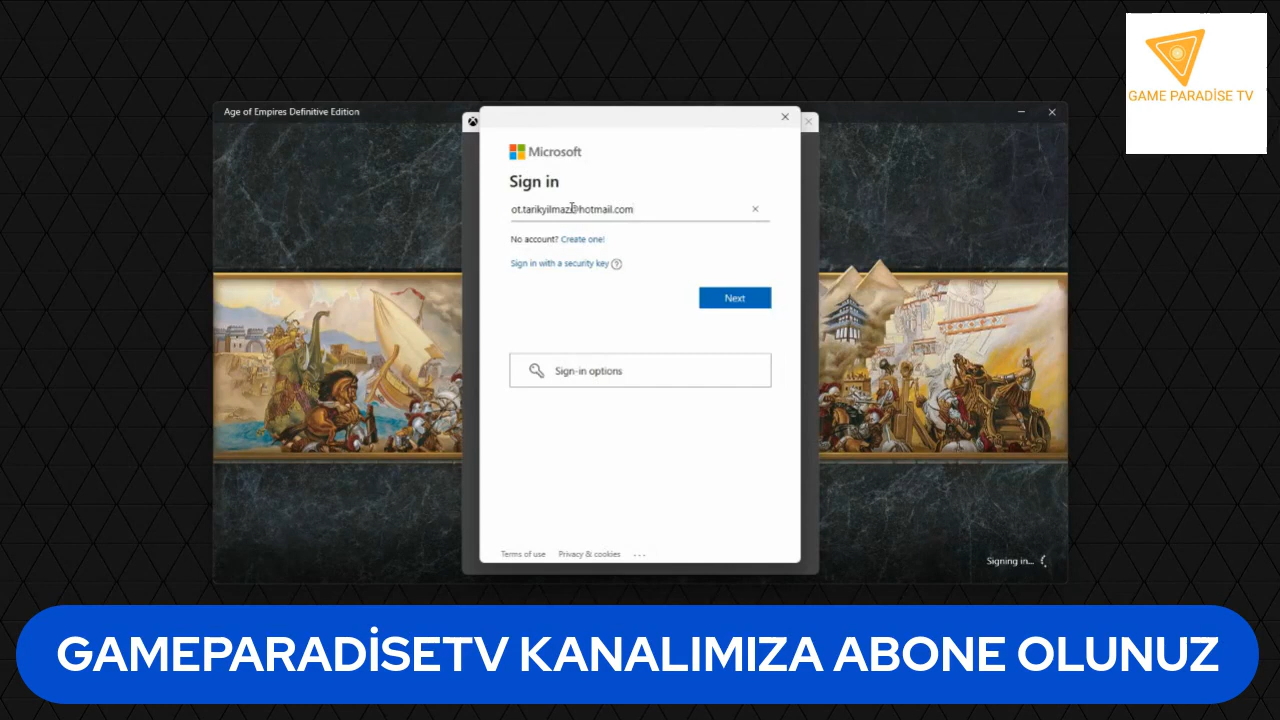 GAME PARADİSE TV
Age of Empires Definitive Edition
Microsoft
Sign in
ot.tarikyilmaz@hotmail.com
No account? Create one!
Sign in with a security key
Next
Sign-in options
Terms of use Privacy & cookies ...
Signing in...
GAMEPARADİSETV KANALIMIZA ABONE OLUNUZ